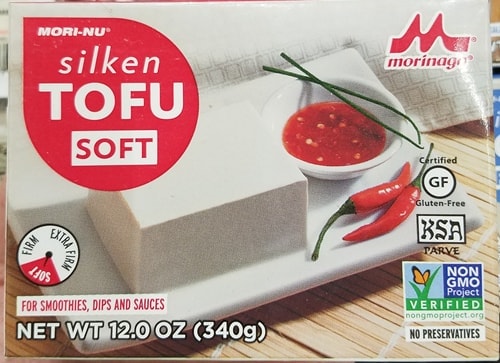 MORI-NU®
silken
TOFU
SOFT
morinaga®
Certified
GF
Gluten-Free
KSA
PARVE
FIRM
EXTRA FIRM
SOFT
FOR SMOOTHIES, DIPS AND SAUCES
NET WT 12.0 OZ (340g)
NON
GMO
Project
VERIFIED
nongmoproject.org
NO PRESERVATIVES